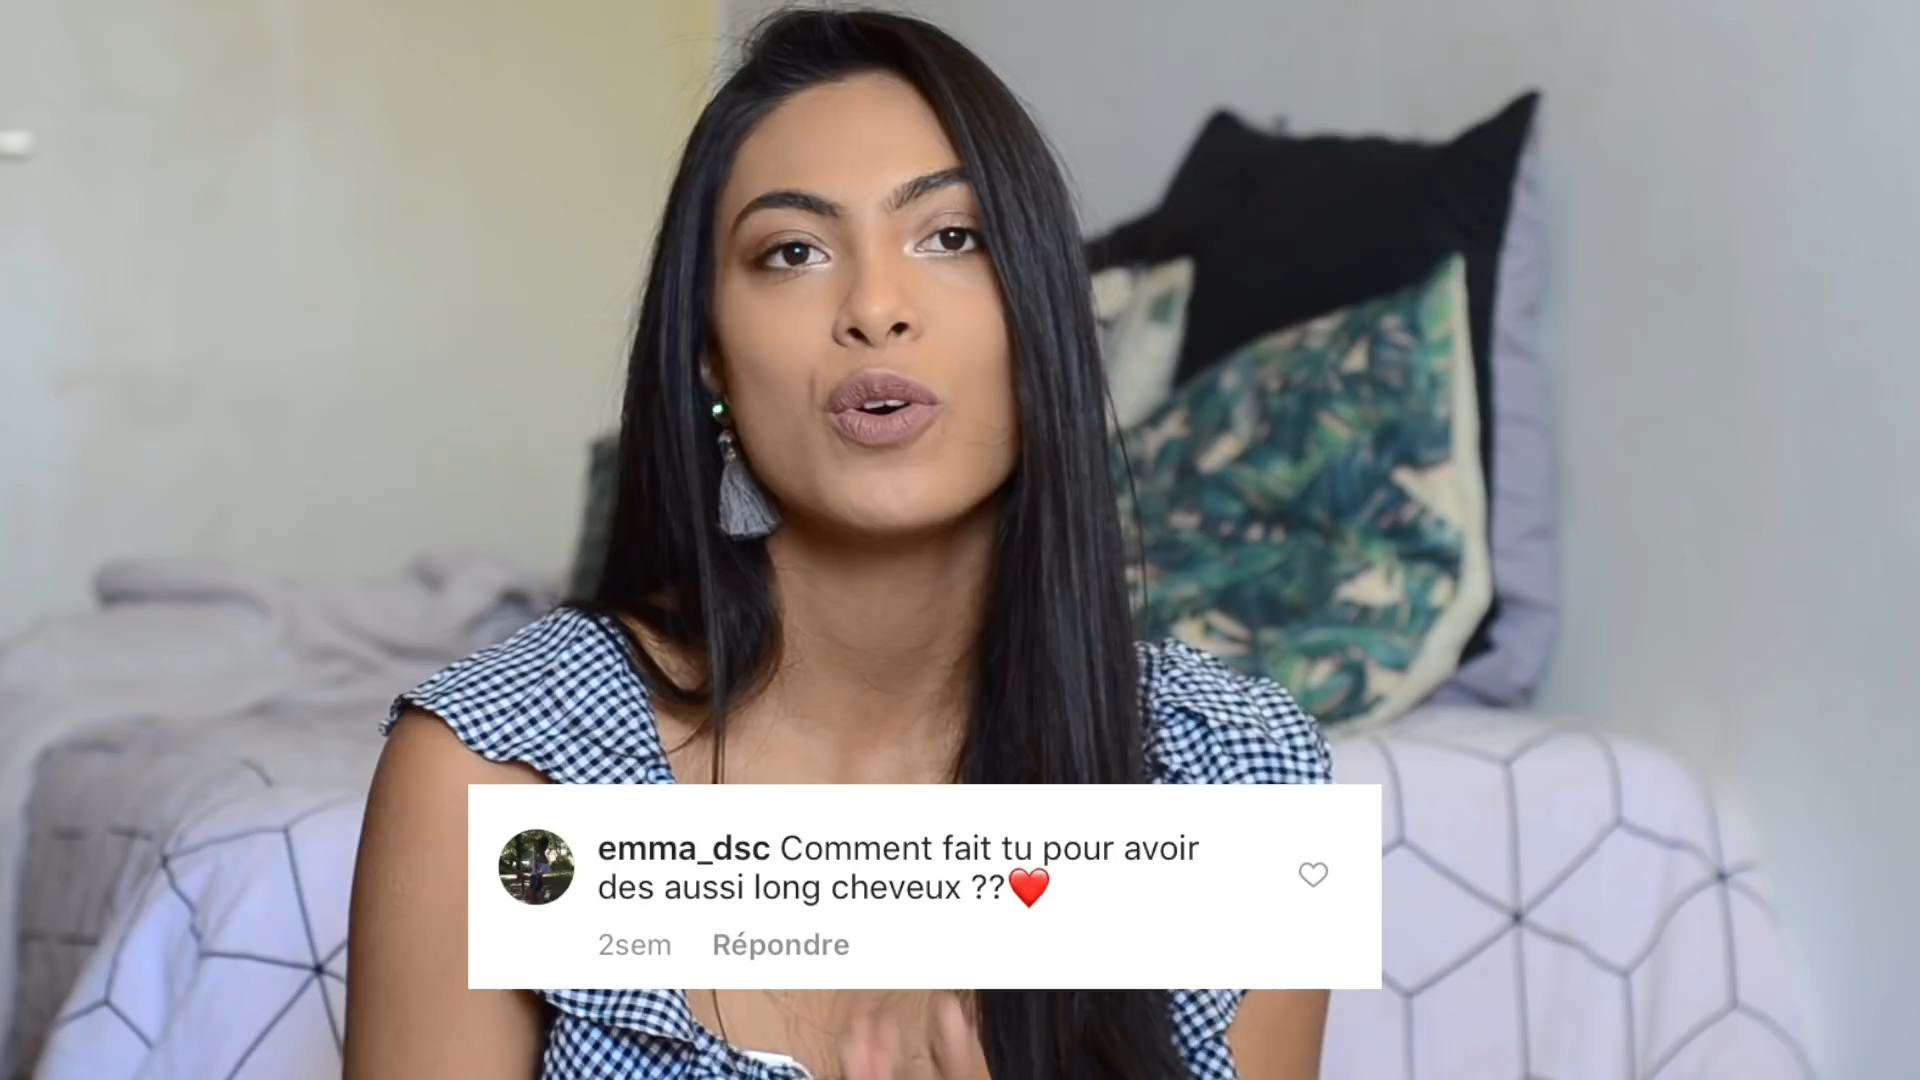 emma_dsc Comment fait tu pour avoir
des aussi long cheveux ??❤️
2sem Répondre